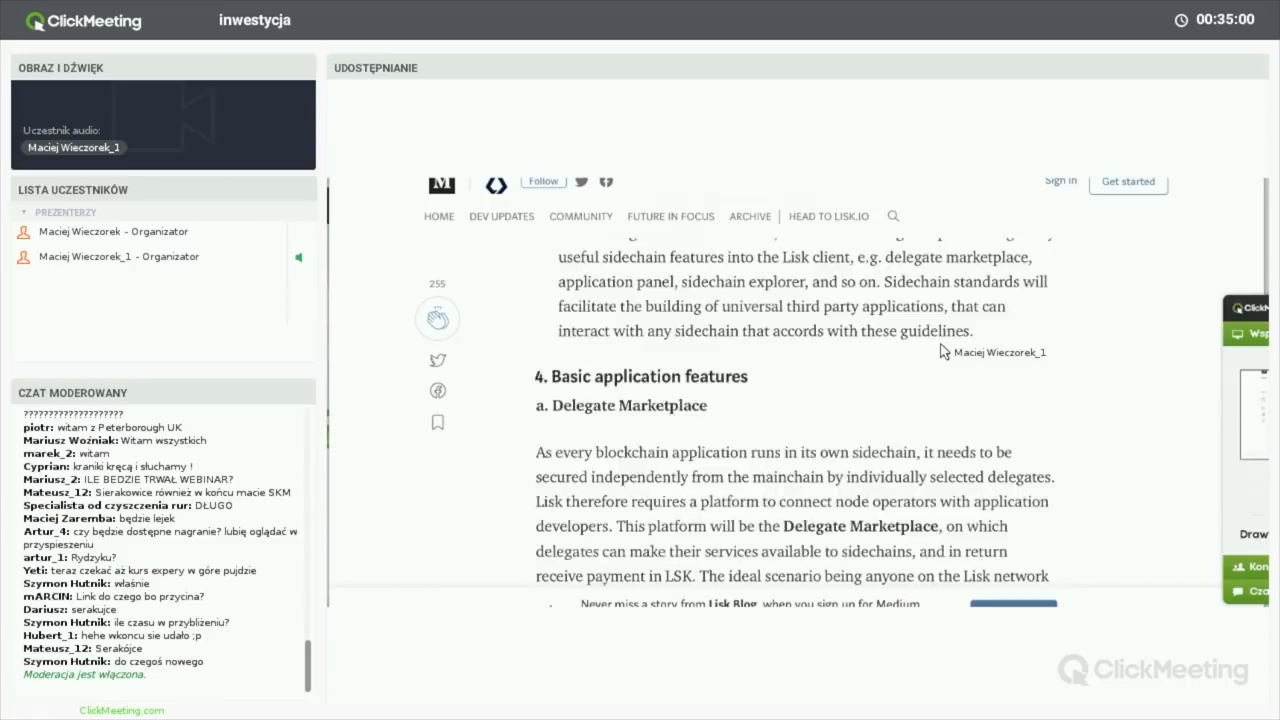 ClickMeeting
inwestycja
00:35:00
OBRAZ I DŹWIĘK
Uczestnik audio:
Maciej Wieczorek_1
LISTA UCZESTNIKÓW
PREZENTERZY
Maciej Wieczorek - Organizator
Maciej Wieczorek_1 - Organizator
CZAT MODEROWANY
????????????????????
piotr: witam z Peterborough UK
Mariusz Woźniak: Witam wszystkich
marek_2: witam
Cyprian: kraniki kręcą i słuchamy !
Mariusz_2: ILE BEDZIE TRWAŁ WEBINAR?
Mateusz_12: Sierakowice również w końcu macie SKM
Specialista od czyszczenia rur: DŁUGO
Maciej Zaremba: będzie lejek
Artur_4: czy będzie dostępne nagranie? lubię oglądać w
przyspieszeniu
artur_1: Rydzyku?
Yeti: teraz czekać aż kurs expery w góre pujdzie
Szymon Hutnik: właśnie
mARCIN: Link do czego bo przycina?
Dariusz: serakujce
Szymon Hutnik: ile czasu w przybliżeniu?
Hubert_1: hehe wkoncu sie udało ;p
Mateusz_12: Serakójce
Szymon Hutnik: do czegoś nowego
Moderacja jest włączona.
ClickMeeting.com
UDOSTĘPNIANIE
M
Follow
Sign in
Get started
HOME DEV UPDATES COMMUNITY FUTURE IN FOCUS ARCHIVE HEAD TO LISK.IO
useful sidechain features into the Lisk client, e.g. delegate marketplace,
application panel, sidechain explorer, and so on. Sidechain standards will
facilitate the building of universal third party applications, that can
interact with any sidechain that accords with these guidelines.
Maciej Wieczorek_1
255
4. Basic application features
a. Delegate Marketplace
As every blockchain application runs in its own sidechain, it needs to be
secured independently from the mainchain by individually selected delegates.
Lisk therefore requires a platform to connect node operators with application
developers. This platform will be the Delegate Marketplace, on which
delegates can make their services available to sidechains, and in return
receive payment in LSK. The ideal scenario being anyone on the Lisk network
Never miss a story from Lisk Blog, when you sign up for Medium.
Draw
ClickMeeting